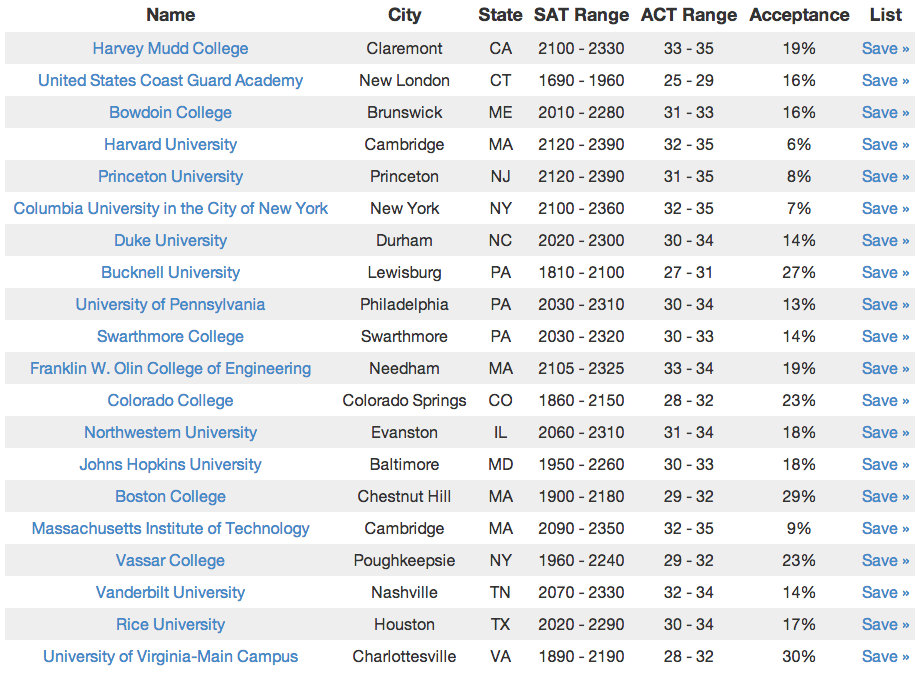 Name City State SAT Range ACT Range Acceptance List
Harvey Mudd College Claremont CA 2100 - 2330 33 - 35 19% Save »
United States Coast Guard Academy New London CT 1690 - 1960 25 - 29 16% Save »
Bowdoin College Brunswick ME 2010 - 2280 31 - 33 16% Save »
Harvard University Cambridge MA 2120 - 2390 32 - 35 6% Save »
Princeton University Princeton NJ 2120 - 2390 31 - 35 8% Save »
Columbia University in the City of New York New York NY 2100 - 2360 32 - 35 7% Save »
Duke University Durham NC 2020 - 2300 30 - 34 14% Save »
Bucknell University Lewisburg PA 1810 - 2100 27 - 31 27% Save »
University of Pennsylvania Philadelphia PA 2030 - 2310 30 - 34 13% Save »
Swarthmore College Swarthmore PA 2030 - 2320 30 - 33 14% Save »
Franklin W. Olin College of Engineering Needham MA 2105 - 2325 33 - 34 19% Save »
Colorado College Colorado Springs CO 1860 - 2150 28 - 32 23% Save »
Northwestern University Evanston IL 2060 - 2310 31 - 34 18% Save »
Johns Hopkins University Baltimore MD 1950 - 2260 30 - 33 18% Save »
Boston College Chestnut Hill MA 1900 - 2180 29 - 32 29% Save »
Massachusetts Institute of Technology Cambridge MA 2090 - 2350 32 - 35 9% Save »
Vassar College Poughkeepsie NY 1960 - 2240 29 - 32 23% Save »
Vanderbilt University Nashville TN 2070 - 2330 32 - 34 14% Save »
Rice University Houston TX 2020 - 2290 30 - 34 17% Save »
University of Virginia-Main Campus Charlottesville VA 1890 - 2190 28 - 32 30% Save »